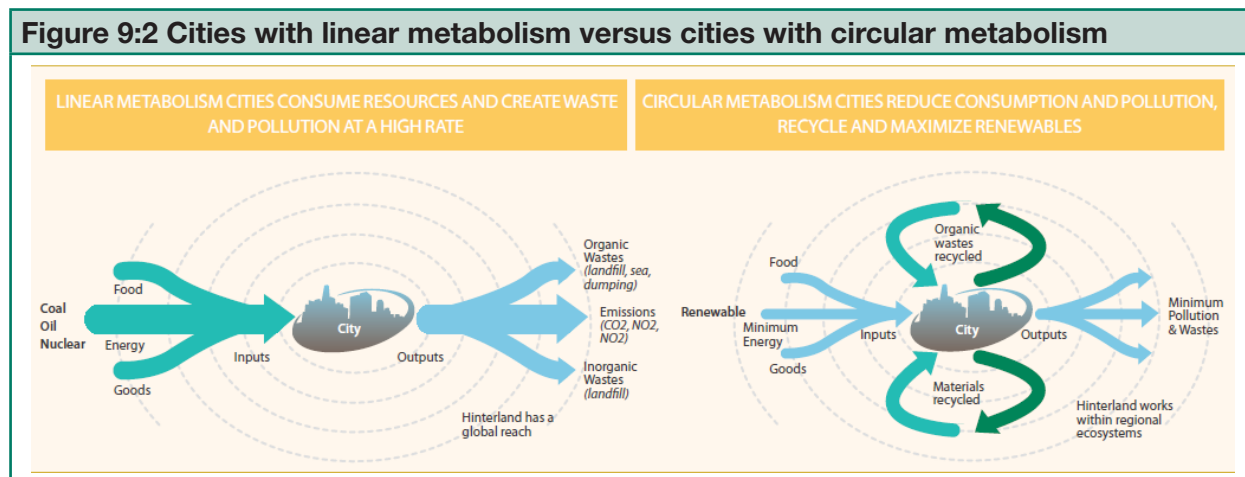 Figure 9:2 Cities with linear metabolism versus cities with circular metabolism
LINEAR METABOLISM CITIES CONSUME RESOURCES AND CREATE WASTE
AND POLLUTION AT A HIGH RATE
Food
Coal
Oil
Nuclear
Energy
Goods
Inputs
City
Outputs
Organic
Wastes
(landfill, sea,
dumping)
Emissions
(CO2, NO2,
NO2)
Inorganic
Wastes
(landfill)
Hinterland has a
global reach
CIRCULAR METABOLISM CITIES REDUCE CONSUMPTION AND POLLUTION,
RECYCLE AND MAXIMIZE RENEWABLES
Food
Renewable
Minimum
Energy
Goods
Inputs
Organic
wastes
recycled
City
Materials
recycled
Outputs
Minimum
Pollution
& Wastes
Hinterland works
within regional
ecosystems